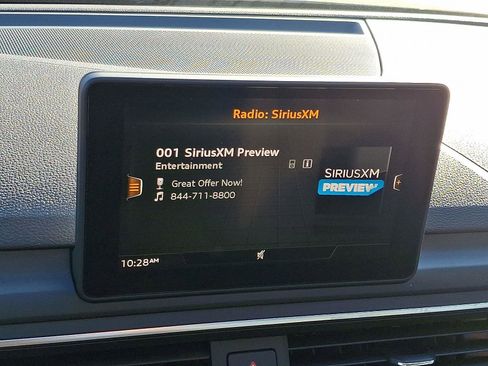 Radio: SiriusXM
001 SiriusXM Preview
Entertainment
Great Offer Now!
844-711-8800
SIRIUSXM
PREVIEW
10:28AM